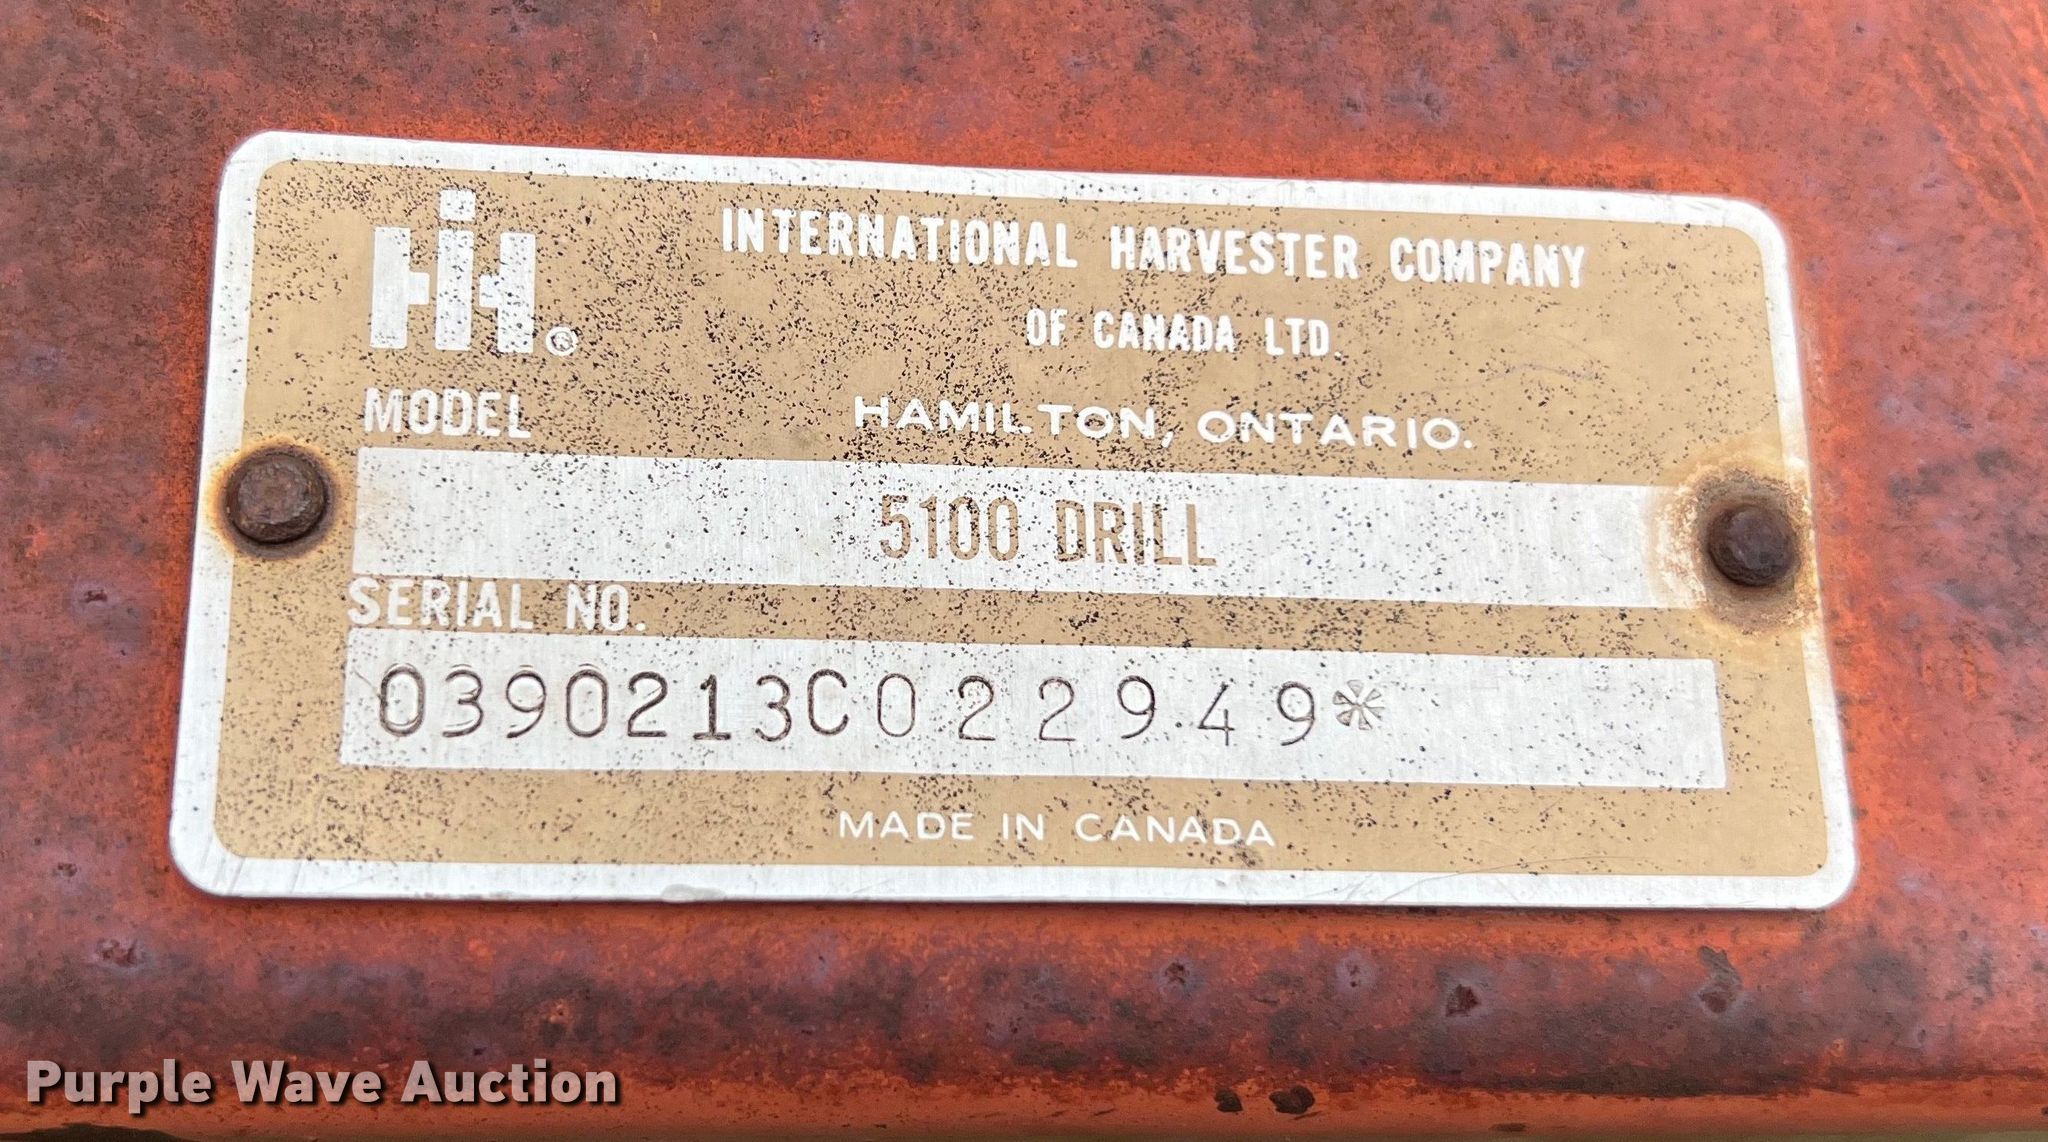 IH®
INTERNATIONAL HARVESTER COMPANY
OF CANADA LTD.
MODEL
HAMILTON, ONTARIO.
5100 DRILL
SERIAL NO.
0390213C022949*
MADE IN CANADA
Purple Wave Auction